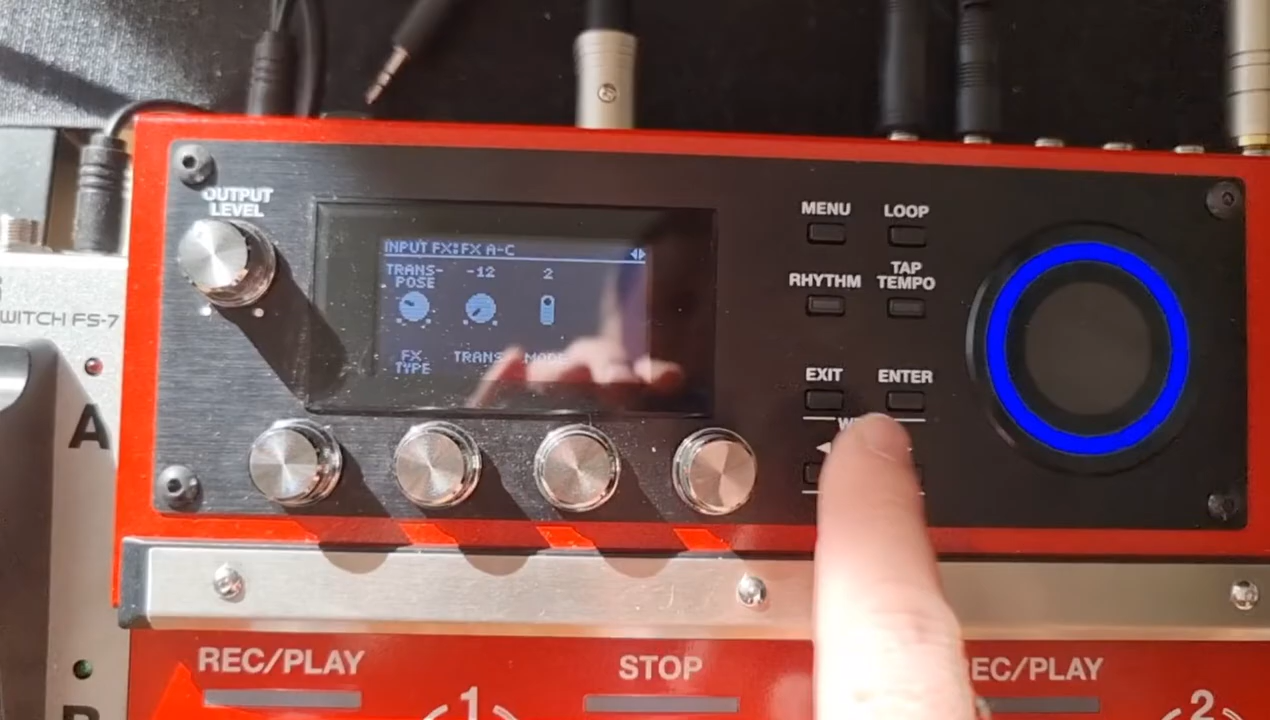 OUTPUT
LEVEL
INPUT FX:FX A-C
TRANS-
POSE
-12
2
FX
TYPE
TRANS
MODE
MENU
LOOP
RHYTHM
TAP
TEMPO
EXIT
ENTER
WITCH FS-7
A
REC/PLAY
STOP
REC/PLAY
1
2